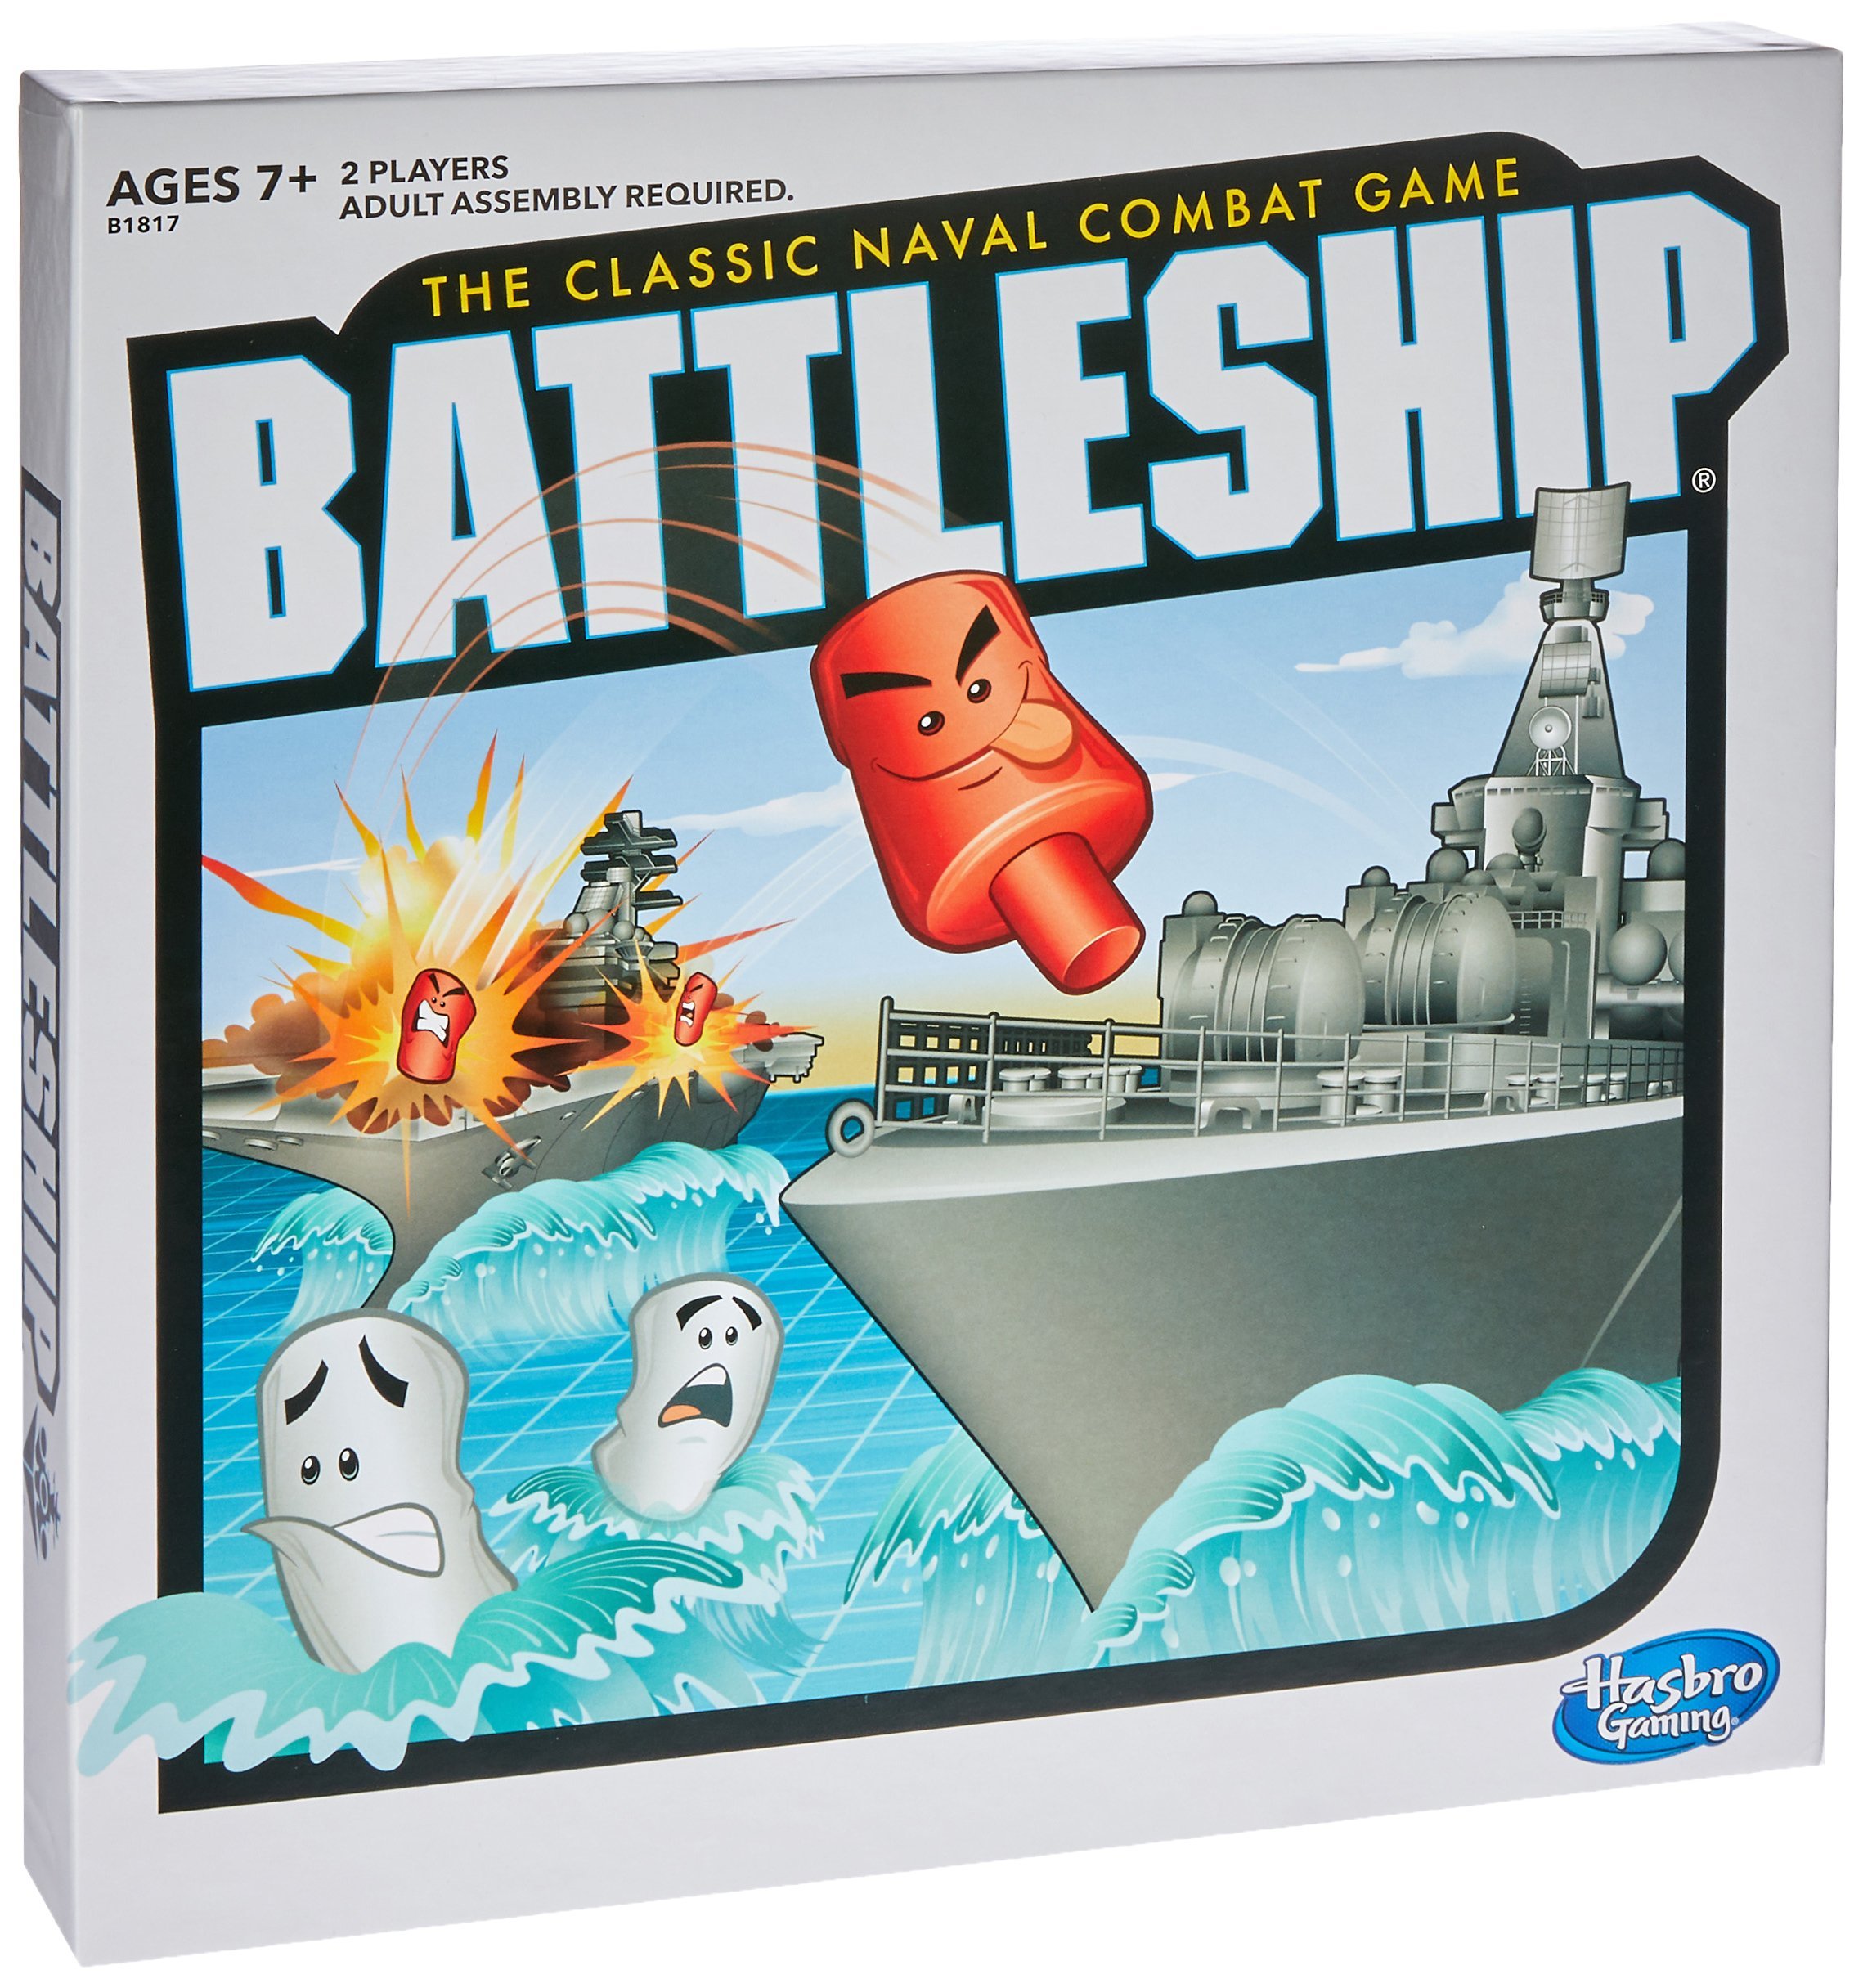 AGES 7+
B1817
2 PLAYERS
ADULT ASSEMBLY REQUIRED.
THE CLASSIC NAVAL COMBAT GAME
BATTLESHIP®
BATTLESHIP
Hasbro
Gaming